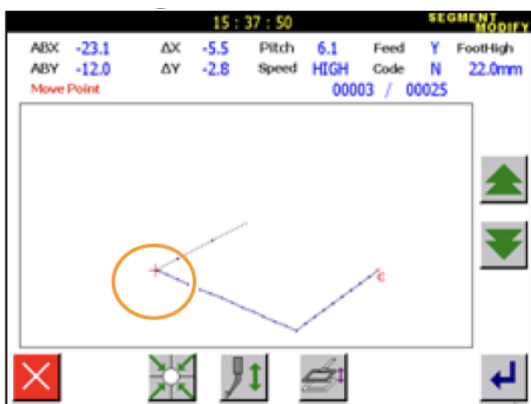 15 : 37 : 50
SEGMENT
MODIFY
ABX -23.1 ΔX -5.5 Pitch 6.1 Feed Y FootHigh
ABY -12.0 ΔY -2.8 Speed HIGH Code N 22.0mm
Move Point 00003 / 00025
C